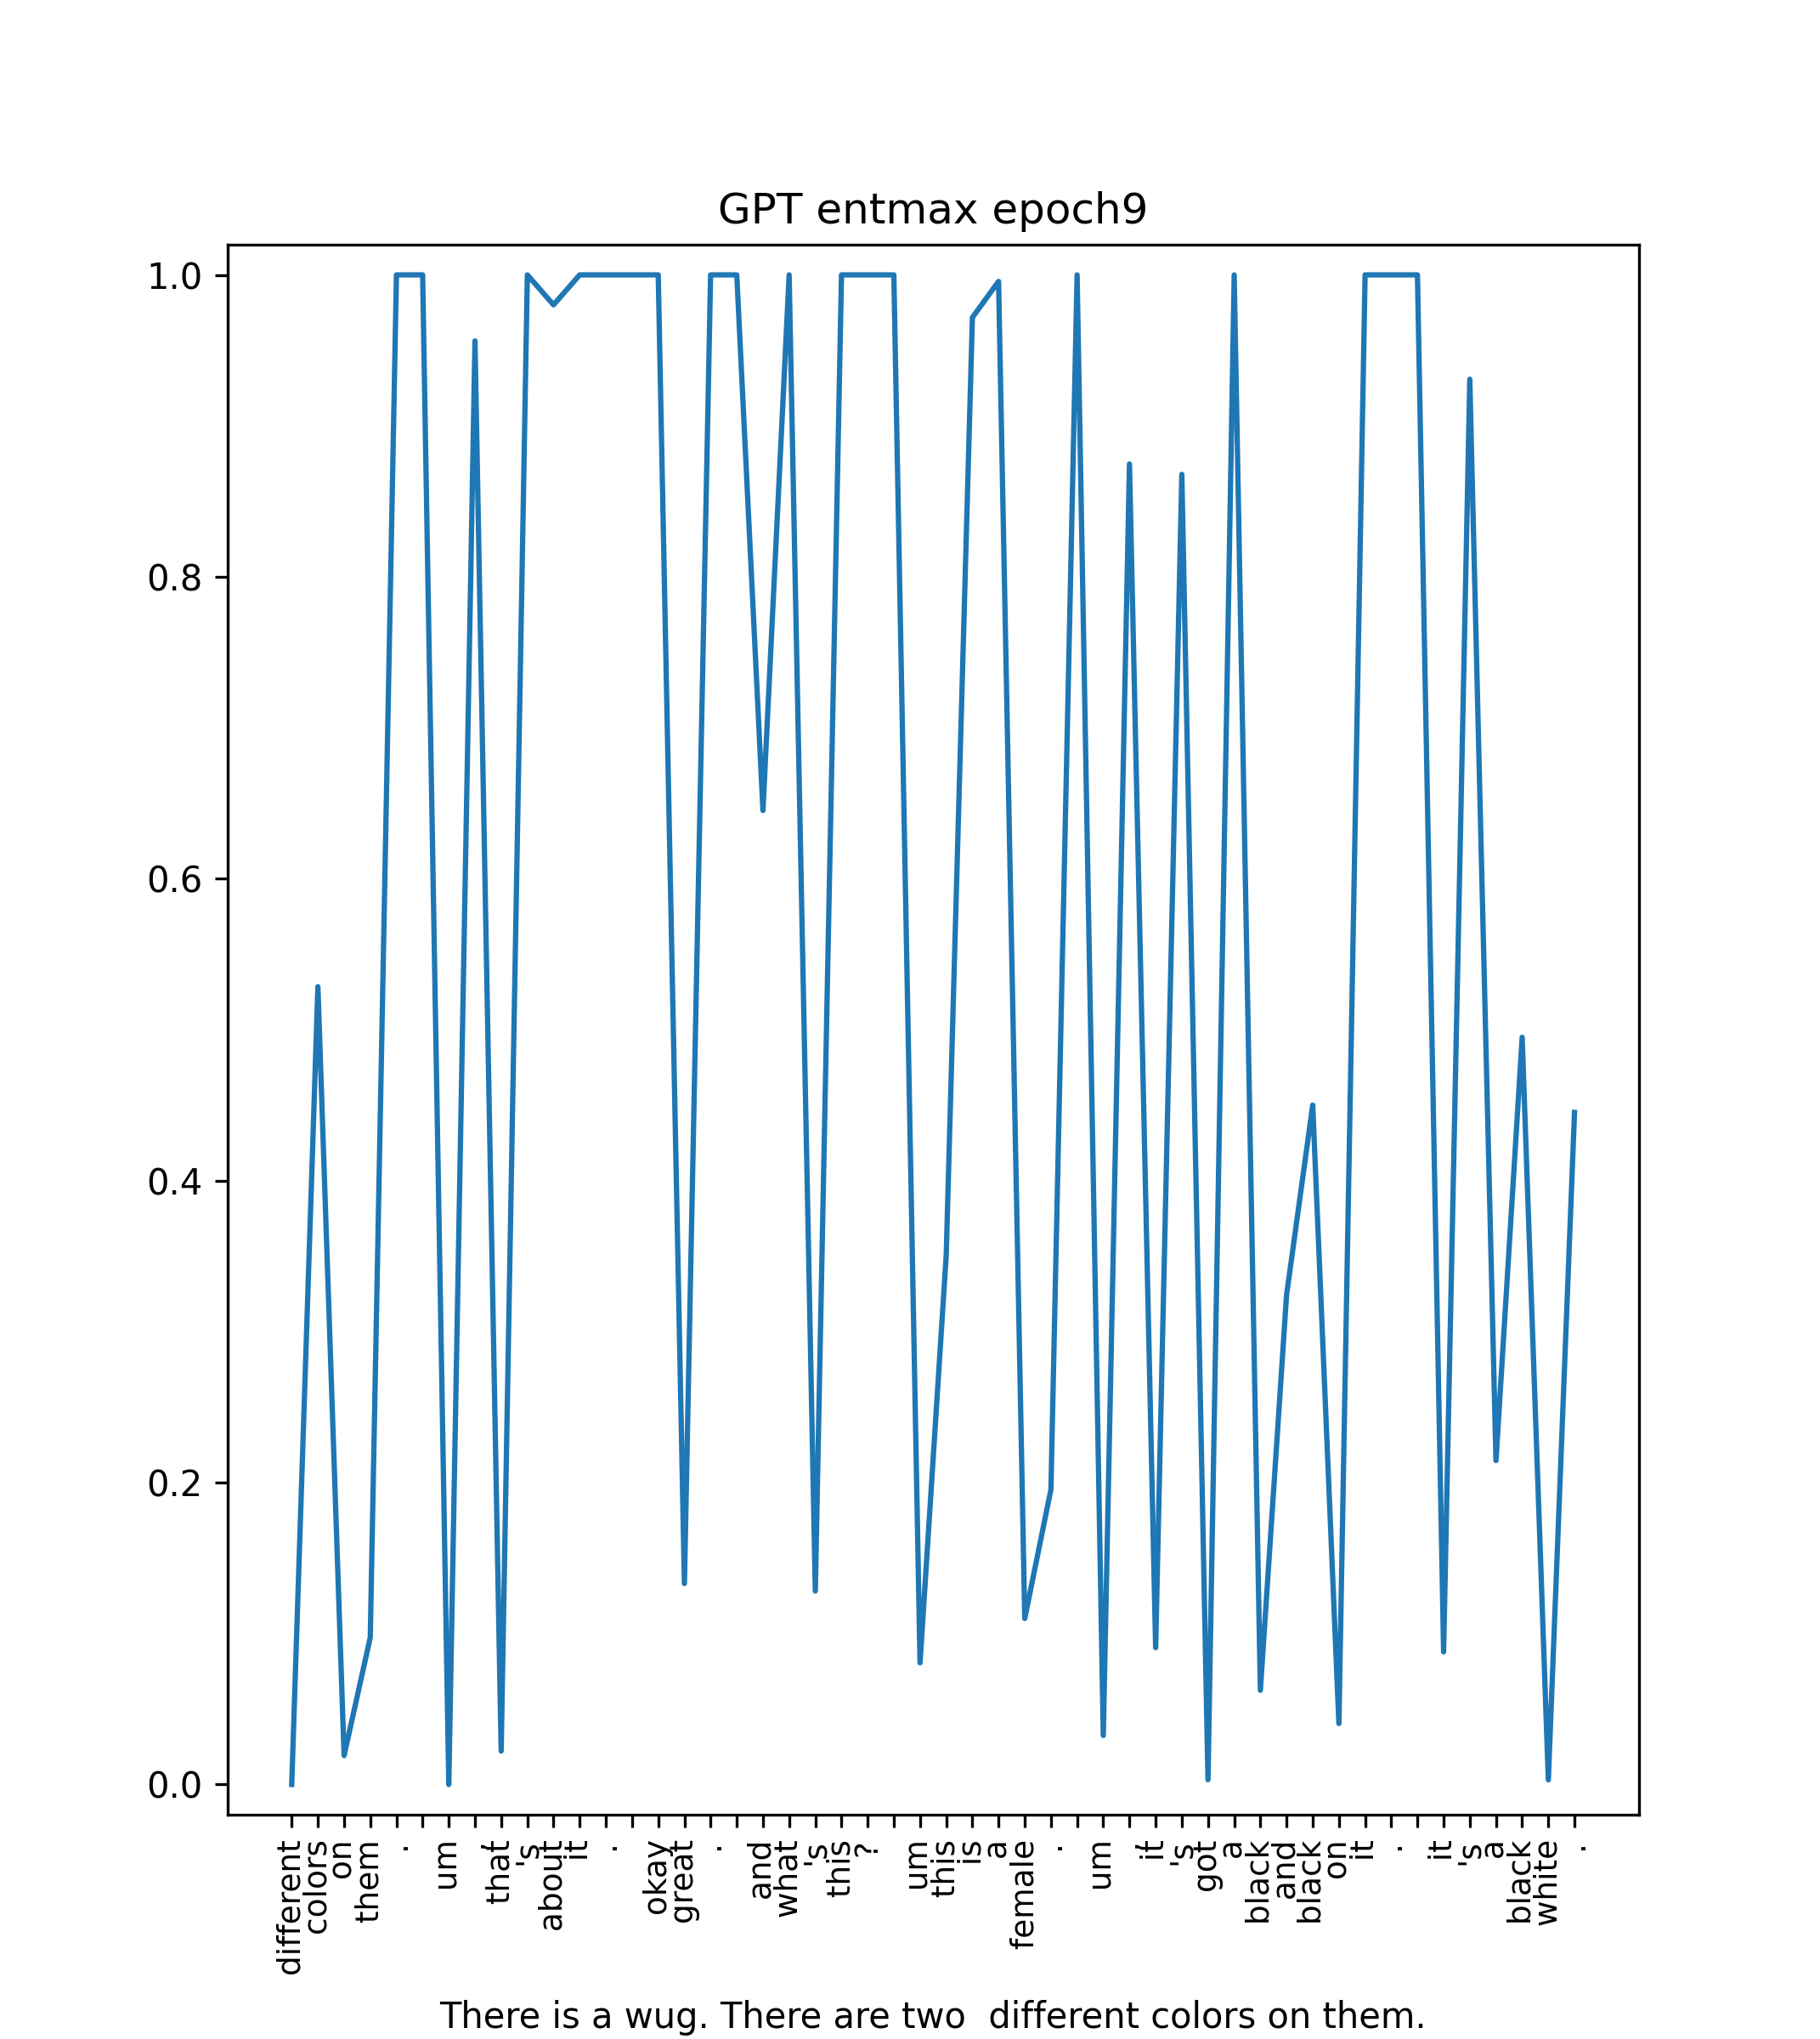 GPT entmax epoch9
1.0
0.8
0.6
0.4
0.2
0.0
different
colors
on
them
.
um
,
that
's
about
it
.
okay
,
great
.
and
what
's
this
?
um
this
is
a
female
.
um
,
it
's
got
a
black
and
black
on
it
.
it
's
a
black
white
.
There is a wug. There are two  different colors on them.